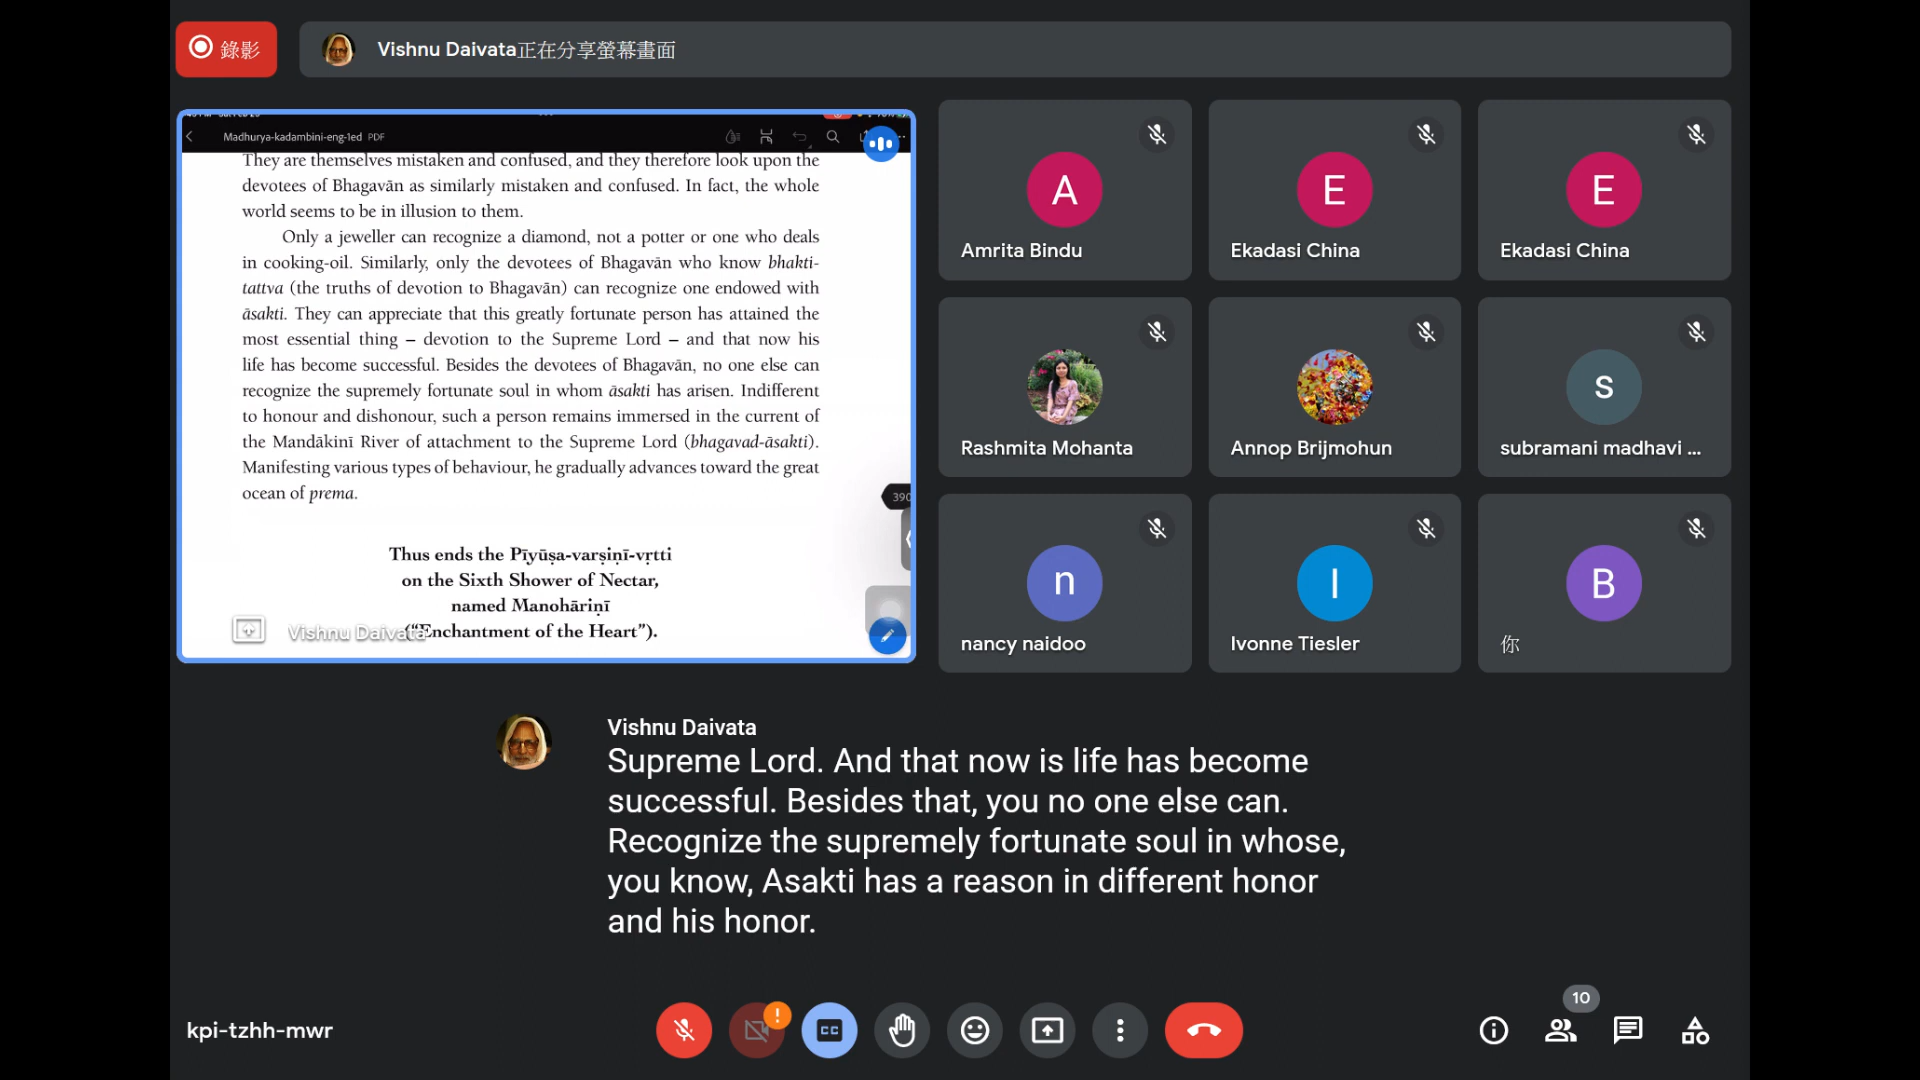 錄影
Vishnu Daivata正在分享螢幕畫面
Madhurya-kadambini-eng-1ed PDF
They are themselves mistaken and confused, and they therefore look upon the
devotees of Bhagavān as similarly mistaken and confused. In fact, the whole
world seems to be in illusion to them.
Only a jeweller can recognize a diamond, not a potter or one who deals
in cooking-oil. Similarly, only the devotees of Bhagavān who know bhakti-
tattva (the truths of devotion to Bhagavān) can recognize one endowed with
āsakti. They can appreciate that this greatly fortunate person has attained the
most essential thing – devotion to the Supreme Lord – and that now his
life has become successful. Besides the devotees of Bhagavān, no one else can
recognize the supremely fortunate soul in whom āsakti has arisen. Indifferent
to honour and dishonour, such a person remains immersed in the current of
the Mandākinī River of attachment to the Supreme Lord (bhagavad-āsakti).
Manifesting various types of behaviour, he gradually advances toward the great
ocean of prema.
390
Thus ends the Pīyūṣa-varṣiṇī-vṛtti
on the Sixth Shower of Nectar,
named Manohāriṇī
(“Enchantment of the Heart”).
Vishnu Daivata
A
Amrita Bindu
E
Ekadasi China
E
Ekadasi China
Rashmita Mohanta
Annop Brijmohun
s
subramani madhavi ...
n
nancy naidoo
I
Ivonne Tiesler
B
你
Vishnu Daivata
Supreme Lord. And that now is life has become
successful. Besides that, you no one else can.
Recognize the supremely fortunate soul in whose,
you know, Asakti has a reason in different honor
and his honor.
kpi-tzhh-mwr
!
CC
10